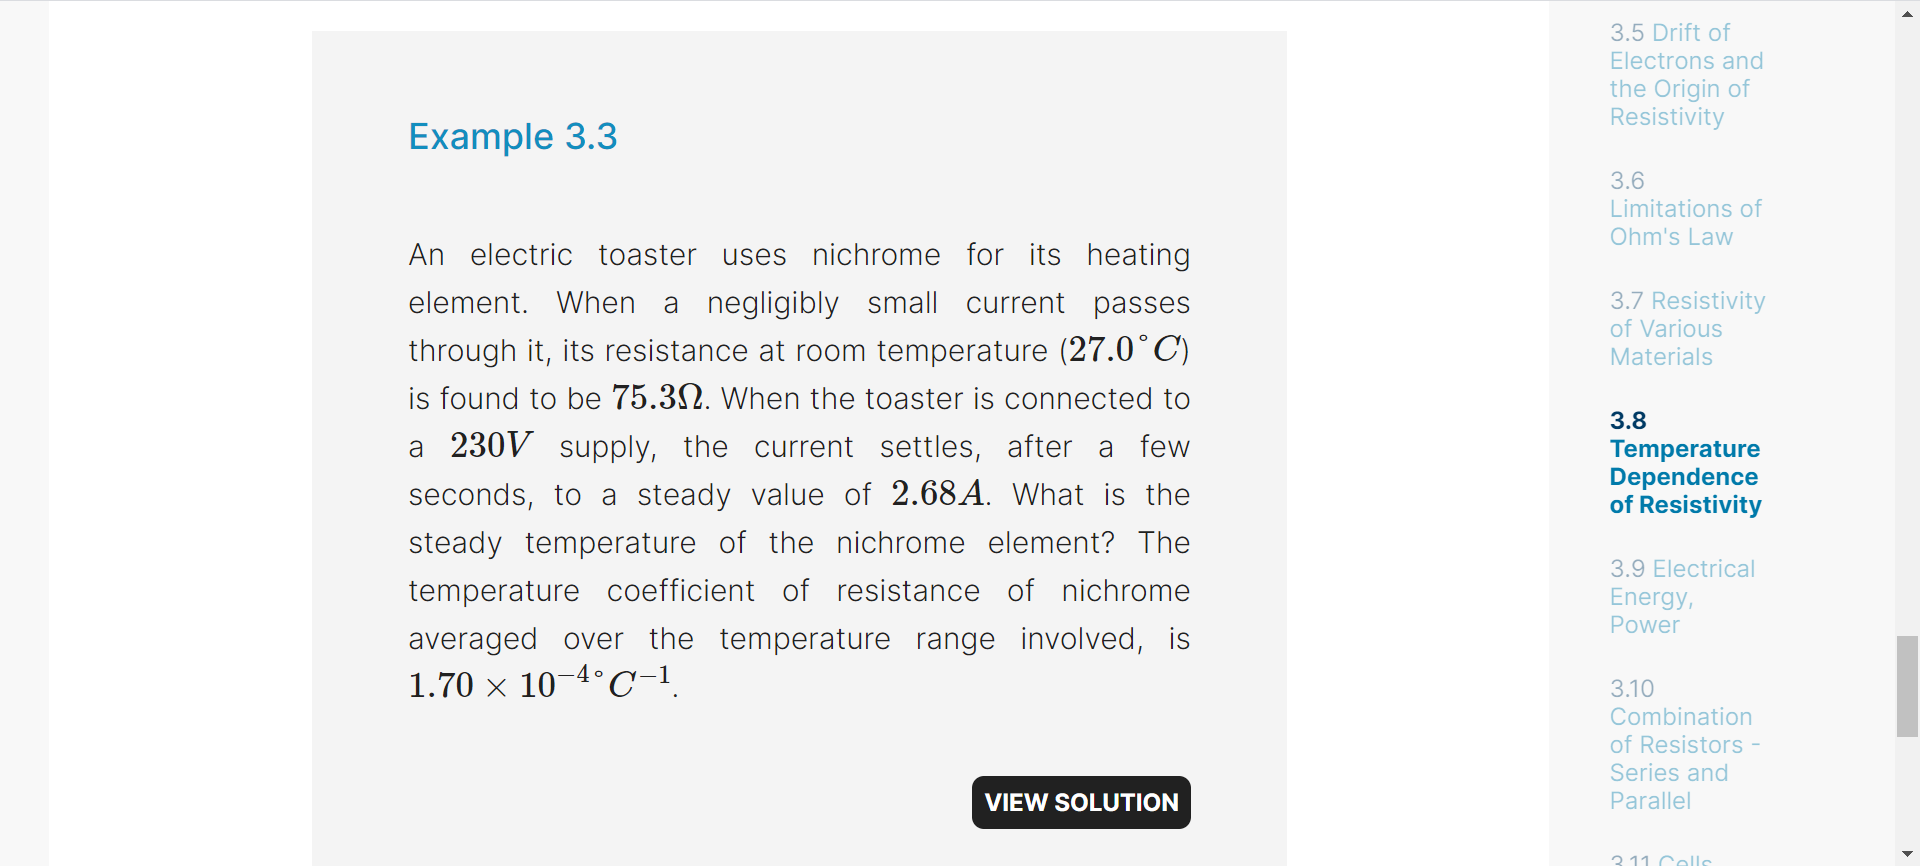 Example 3.3
An electric toaster uses nichrome for its heating
element. When a negligibly small current passes
through it, its resistance at room temperature (27.0°C)
is found to be 75.3Ω. When the toaster is connected to
a 230V supply, the current settles, after a few
seconds, to a steady value of 2.68A. What is the
steady temperature of the nichrome element? The
temperature coefficient of resistance of nichrome
averaged over the temperature range involved, is
1.70 × 10⁻⁴°C⁻¹.
VIEW SOLUTION
3.5 Drift of
Electrons and
the Origin of
Resistivity
3.6
Limitations of
Ohm's Law
3.7 Resistivity
of Various
Materials
3.8
Temperature
Dependence
of Resistivity
3.9 Electrical
Energy,
Power
3.10
Combination
of Resistors -
Series and
Parallel
3.11 Cells